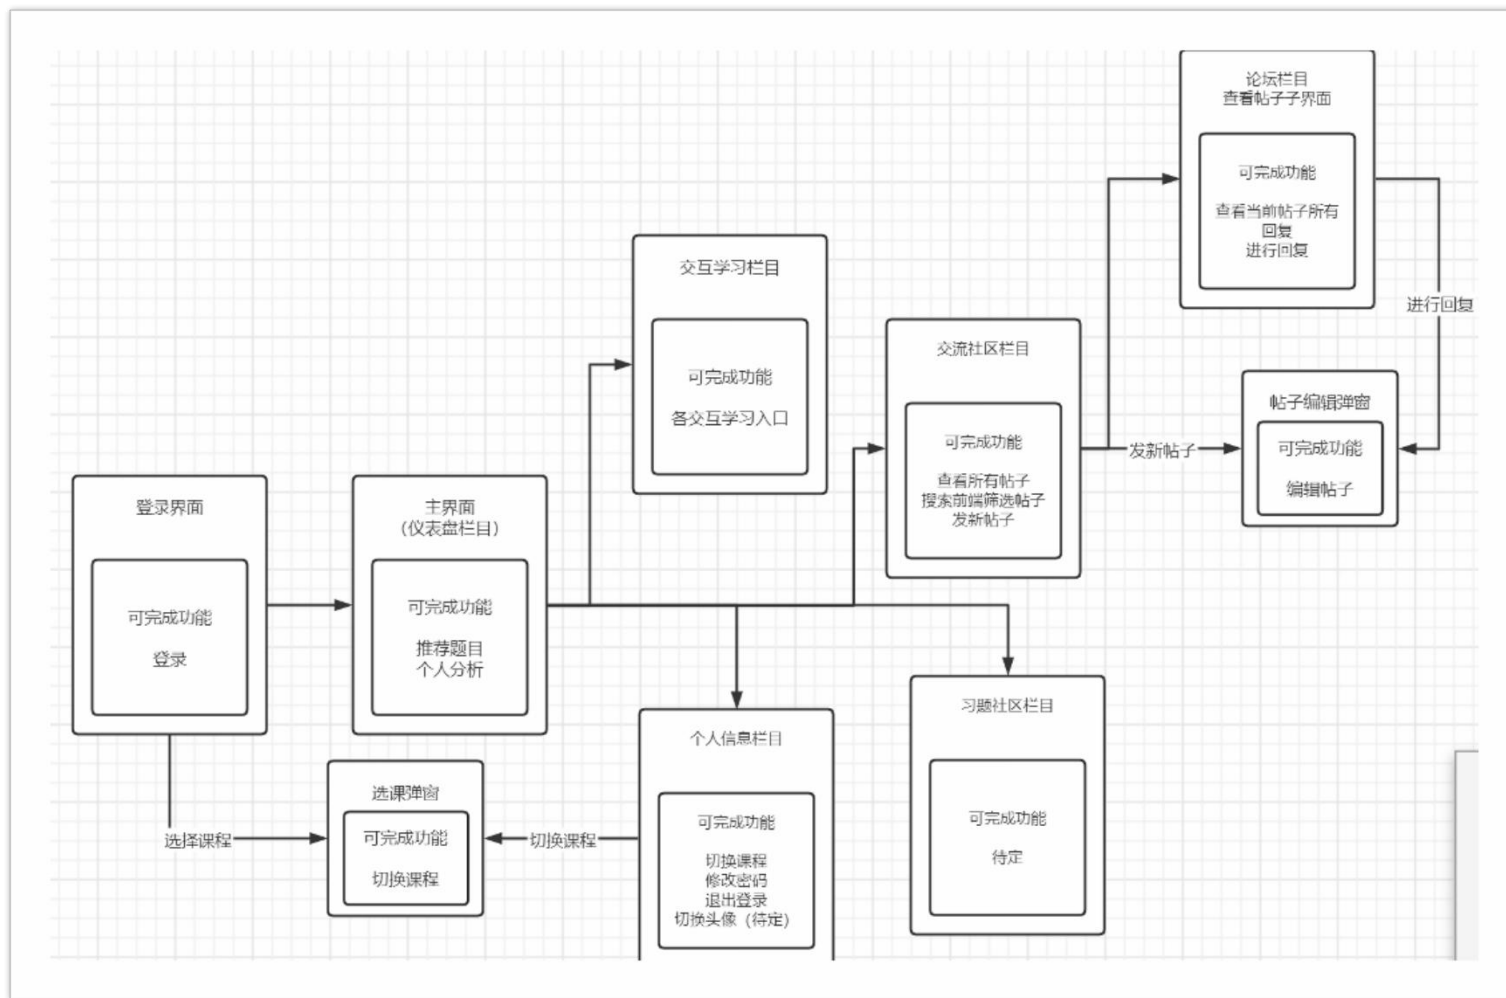 论坛栏目
查看帖子子界面
可完成功能
查看当前帖子所有
回复
进行回复
进行回复
交互学习栏目
可完成功能
各交互学习入口
交流社区栏目
可完成功能
查看所有帖子
搜索前端筛选帖子
发新帖子
发新帖子
帖子编辑弹窗
可完成功能
编辑帖子
登录界面
可完成功能
登录
主界面
（仪表盘栏目）
可完成功能
推荐题目
个人分析
选择课程
选课弹窗
可完成功能
切换课程
切换课程
个人信息栏目
可完成功能
切换课程
修改密码
退出登录
切换头像（待定）
习题社区栏目
可完成功能
待定